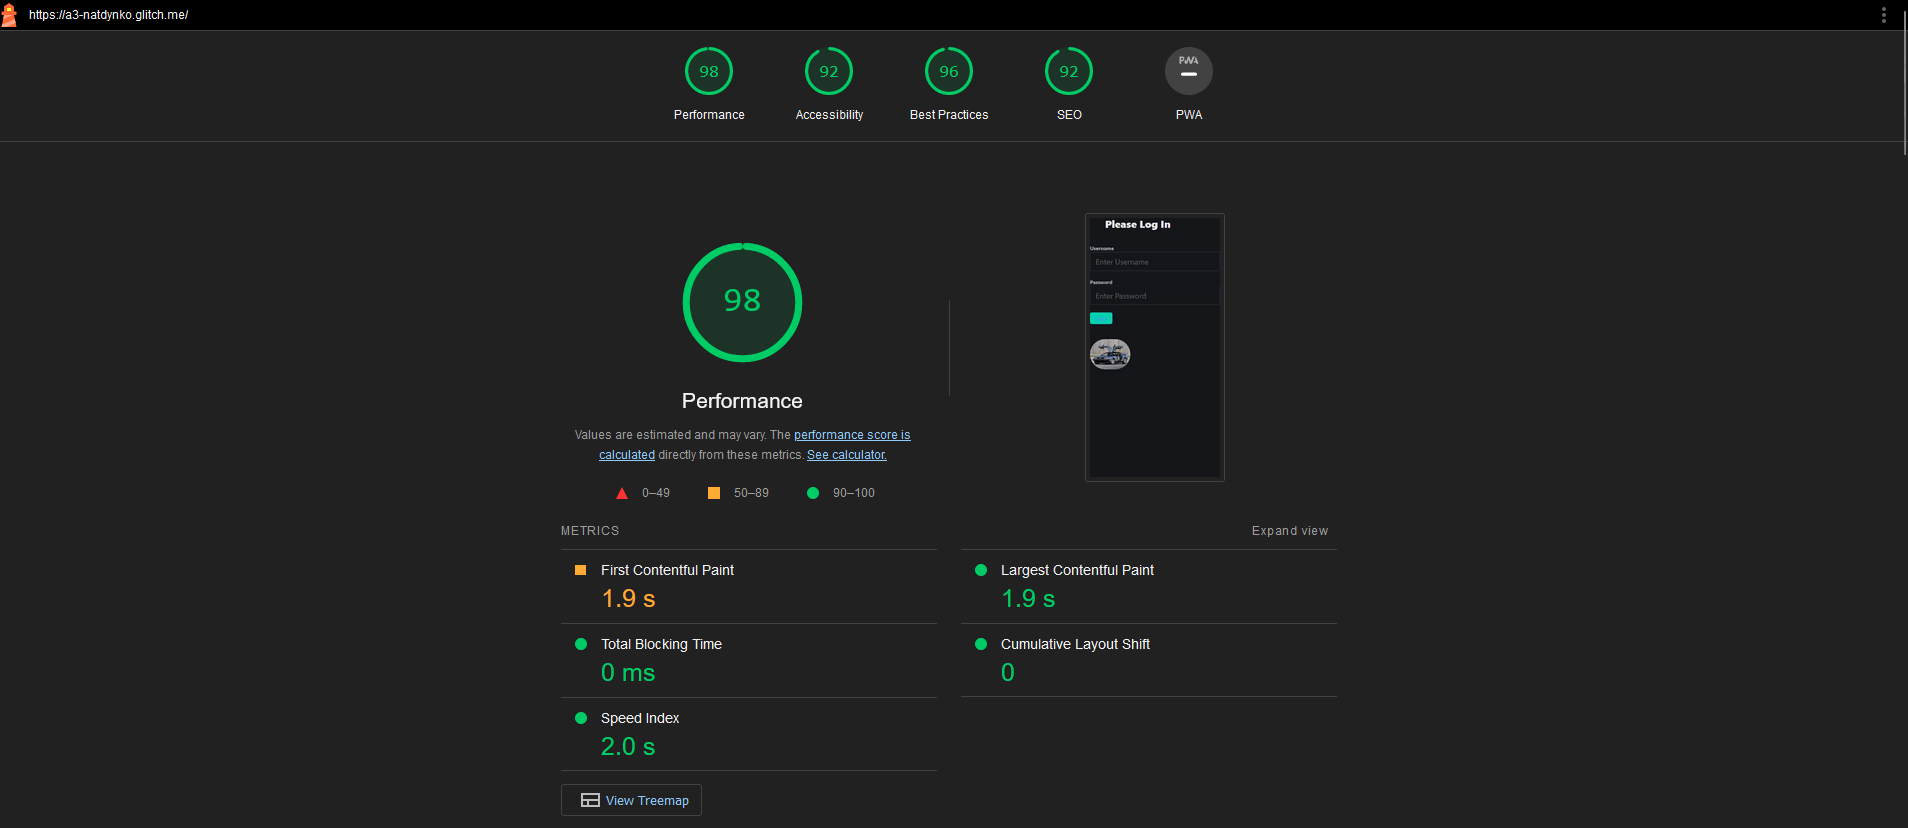 https://a3-natdynko.glitch.me/
98
92
96
92
PWA
Performance
Accessibility
Best Practices
SEO
PWA
98
Performance
Values are estimated and may vary. The performance score is
calculated directly from these metrics. See calculator.
0–49
50–89
90–100
Please Log In
Username
Enter Username
Password
Enter Password
METRICS
Expand view
First Contentful Paint
1.9 s
Largest Contentful Paint
1.9 s
Total Blocking Time
0 ms
Cumulative Layout Shift
0
Speed Index
2.0 s
View Treemap